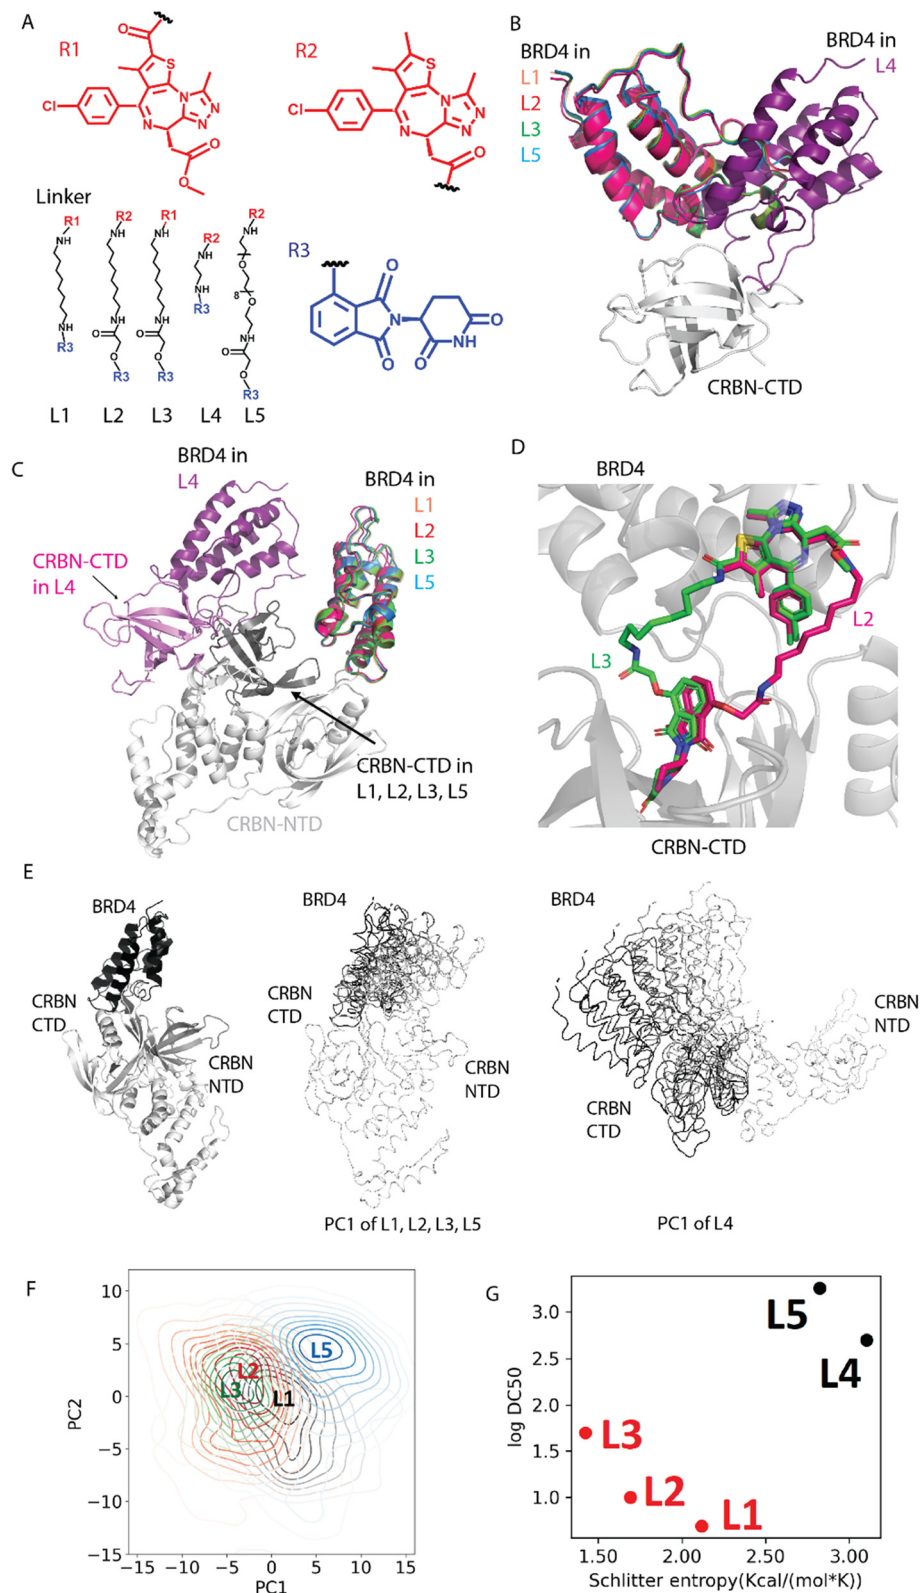 A
R1
O
S
N
N
N
N
Cl
O
O
R2
S
N
N
N
N
Cl
O
Linker
R1
NH
NH
R3
L1
R2
NH
NH
O
O
R3
L2
R1
NH
NH
O
O
R3
L3
R2
NH
NH
R3
L4
R2
NH
O
8
O
NH
O
O
R3
L5
R3
O
N
O
O
NH
O
B
BRD4 in
L1
L2
L3
L5
BRD4 in
L4
CRBN-CTD
C
BRD4 in
L4
CRBN-CTD
in L4
BRD4 in
L1
L2
L3
L5
CRBN-CTD in
L1, L2, L3, L5
CRBN-NTD
D
BRD4
L3
L2
CRBN-CTD
E
BRD4
CRBN
CTD
CRBN
NTD
BRD4
CRBN
CTD
CRBN
NTD
PC1 of L1, L2, L3, L5
BRD4
CRBN
CTD
CRBN
NTD
PC1 of L4
F
10
5
0
−5
−10
−15
PC2
L5
L2
L3
L1
−15 −10 −5 0 5 10 15
PC1
G
3.0
2.5
2.0
1.5
1.0
log DC50
L5
L4
L3
L2
L1
1.50 2.00 2.50 3.00
Schlitter entropy(Kcal/(mol*K))